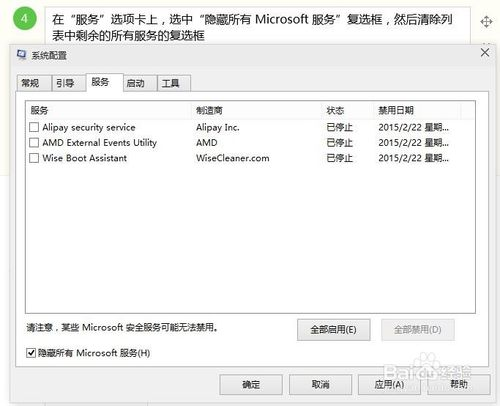 4
在“服务”选项卡上，选中“隐藏所有 Microsoft 服务”复选框，然后清除列
表中剩余的所有服务的复选框
系统配置
常规 引导 服务 启动 工具
服务 制造商 状态 禁用日期
Alipay security service Alipay Inc. 已停止 2015/2/22 星期...
AMD External Events Utility AMD 已停止 2015/2/22 星期...
Wise Boot Assistant WiseCleaner.com 已停止 2015/2/22 星期...
请注意，某些 Microsoft 安全服务可能无法禁用。
全部启用(E) 全部禁用(D)
隐藏所有 Microsoft 服务(H)
Baidu经验
确定 取消 应用(A) 帮助